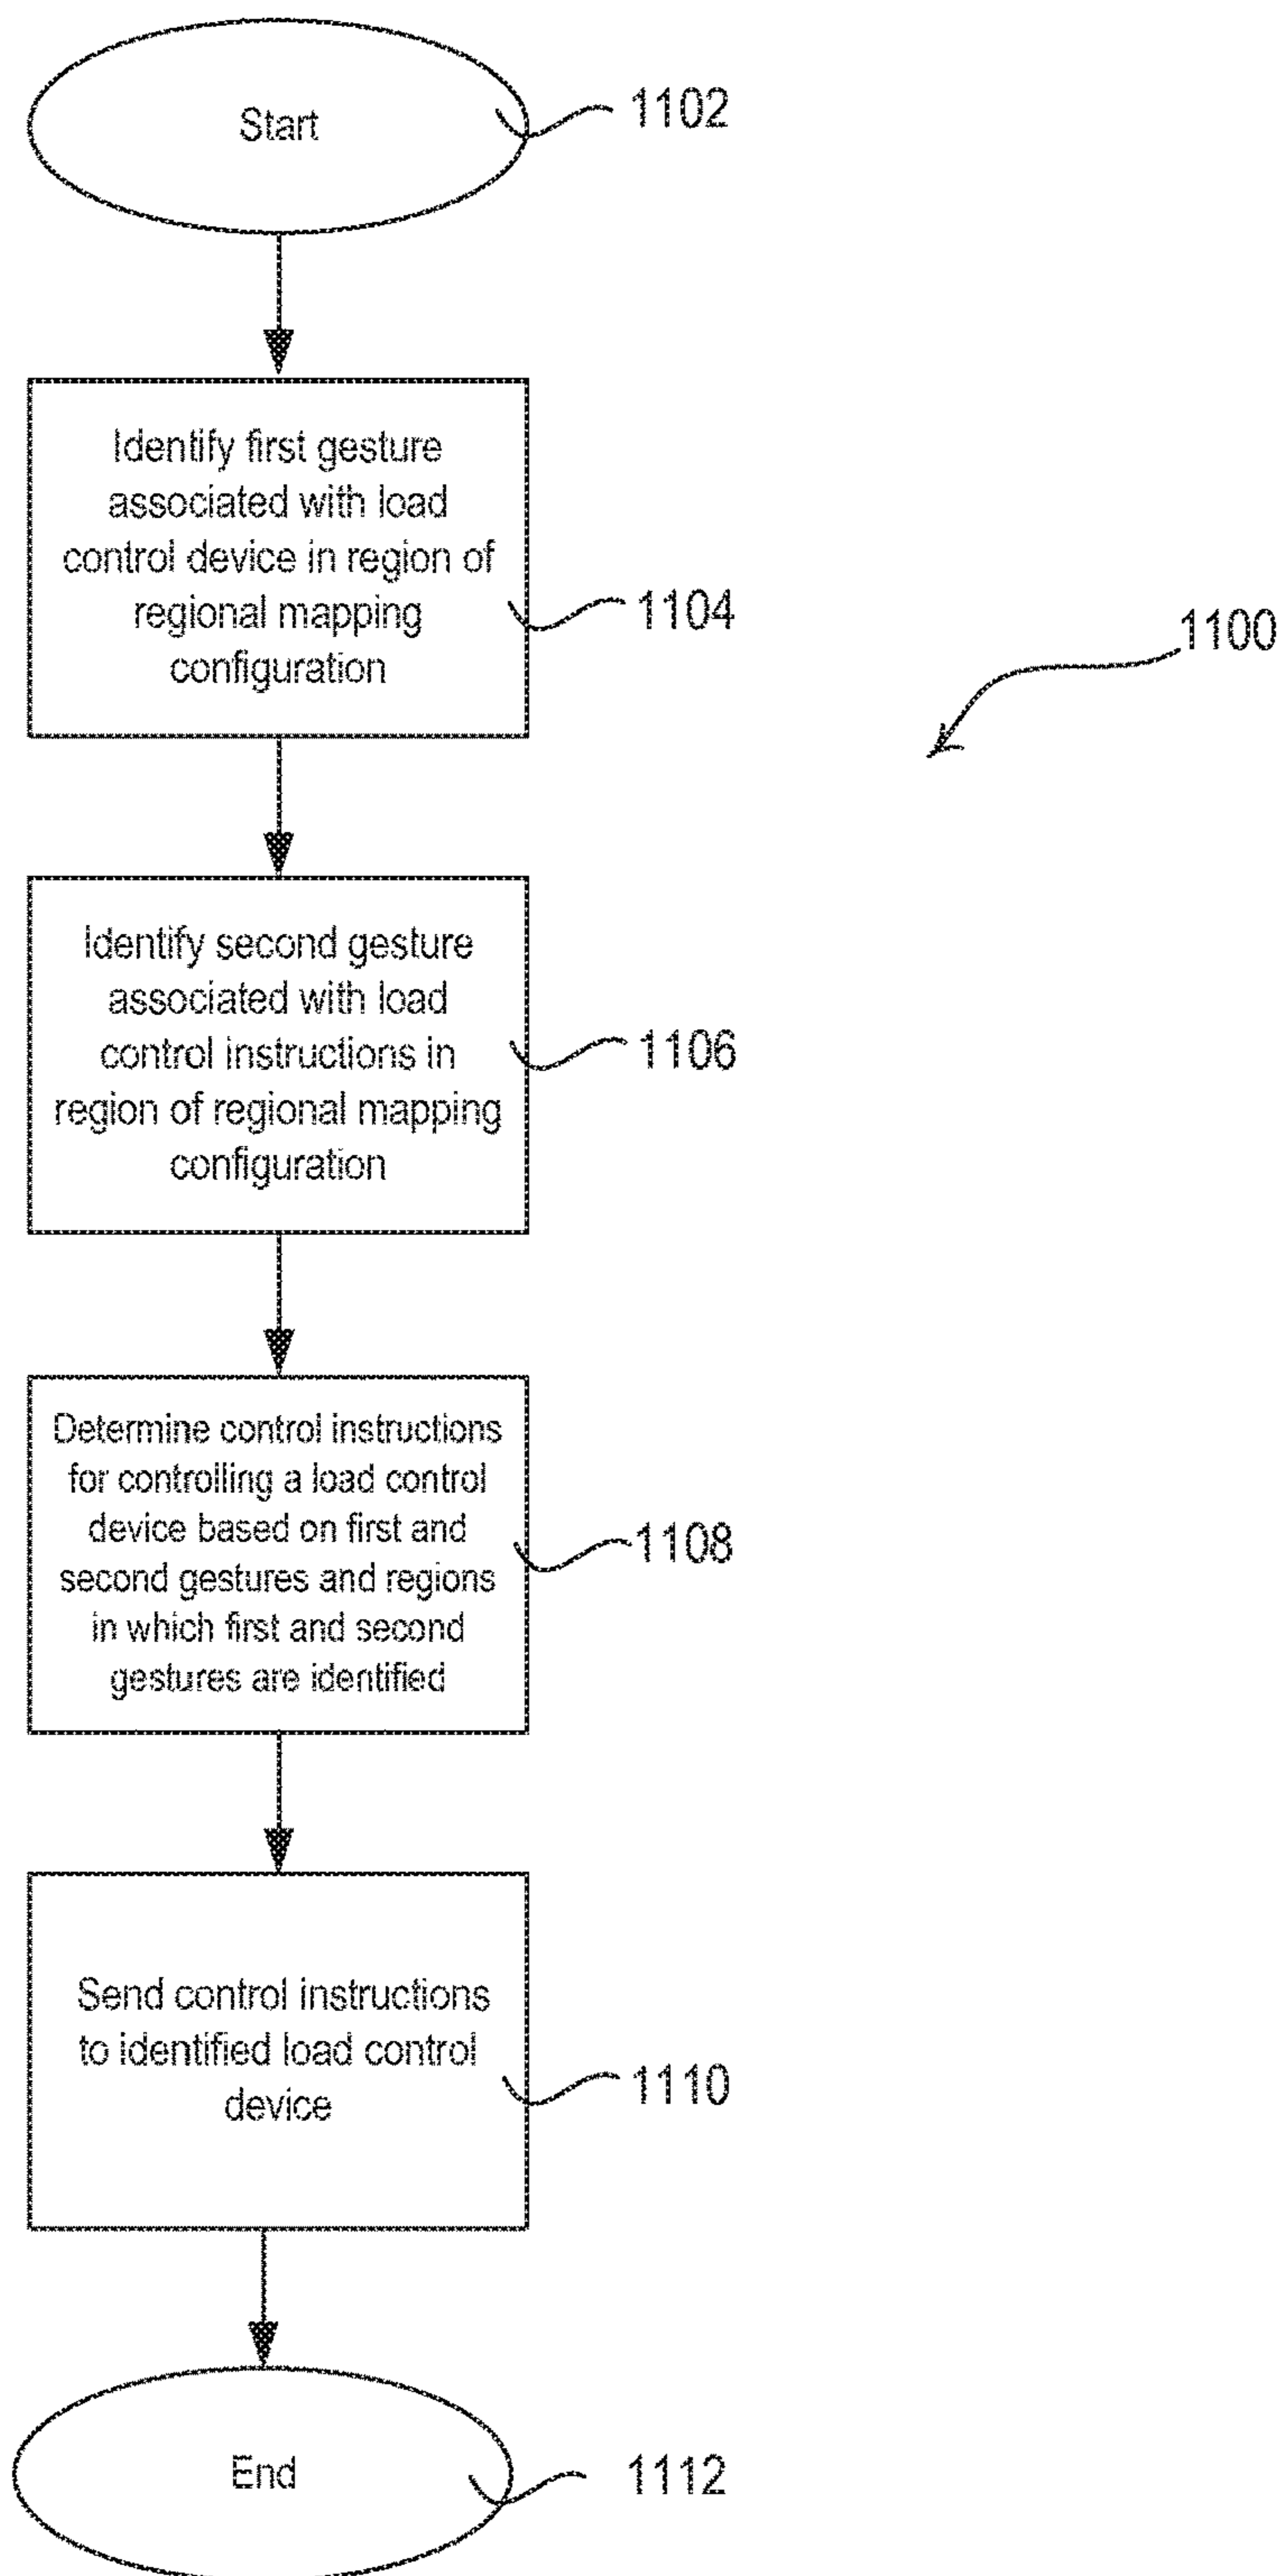 Start
1102
Identify first gesture
associated with load
control device in region of
regional mapping
configuration
1104
1100
Identify second gesture
associated with load
control instructions in
region of regional mapping
configuration
1106
Determine control instructions
for controlling a load control
device based on first and
second gestures and regions
in which first and second
gestures are identified
1108
Send control instructions
to identified load control
device
1110
End
1112